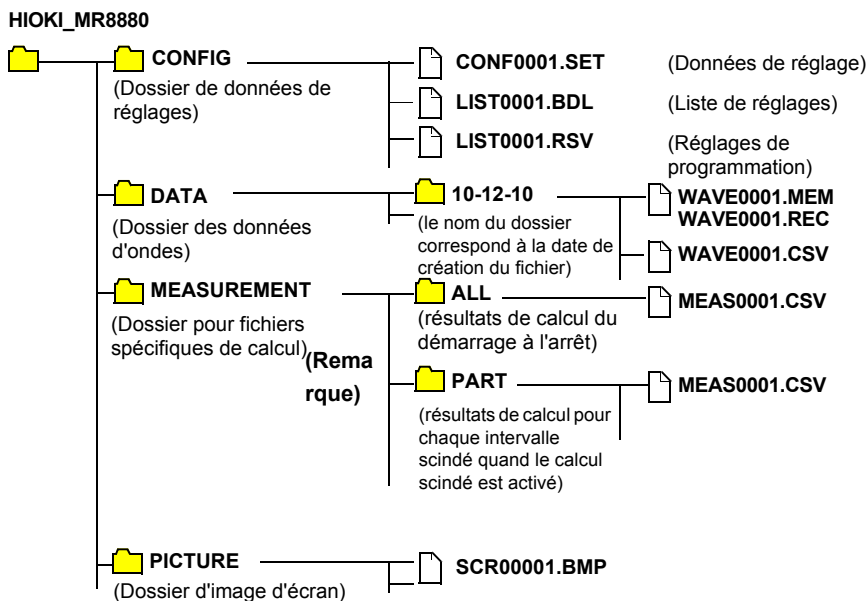 HIOKI_MR8880
CONFIG
(Dossier de données de
réglages)
CONF0001.SET
(Données de réglage)
LIST0001.BDL
(Liste de réglages)
LIST0001.RSV
(Réglages de
programmation)
DATA
(Dossier des données
d'ondes)
10-12-10
(le nom du dossier
correspond à la date de
création du fichier)
WAVE0001.MEM
WAVE0001.REC
WAVE0001.CSV
MEASUREMENT
(Dossier pour fichiers
spécifiques de calcul)
(Rema
rque)
ALL
(résultats de calcul du
démarrage à l'arrêt)
MEAS0001.CSV
PART
(résultats de calcul pour
chaque intervalle
scindé quand le calcul
scindé est activé)
MEAS0001.CSV
PICTURE
(Dossier d'image d'écran)
SCR00001.BMP